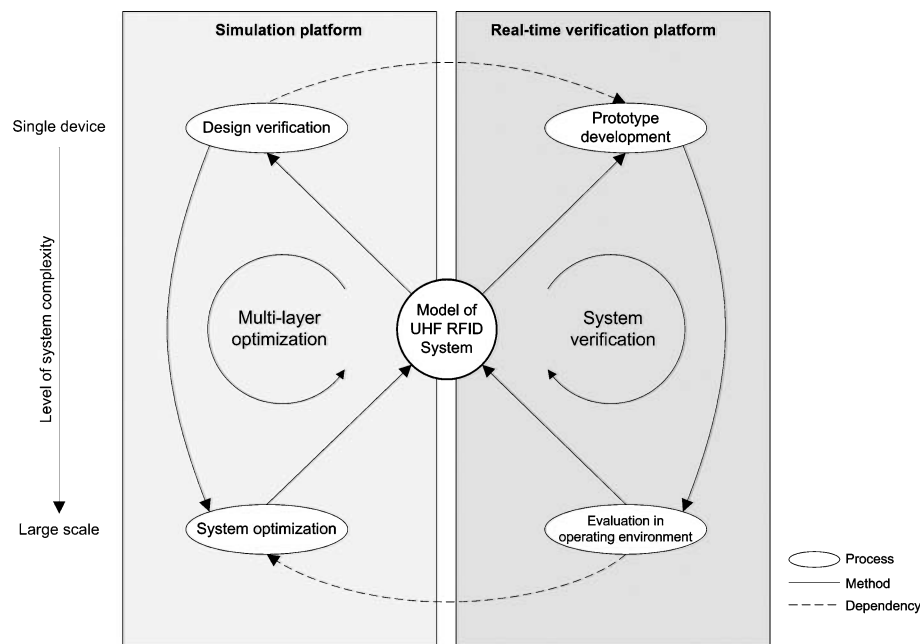 Simulation platform
Real-time verification platform
Single device
Design verification
Prototype
development
Level of system complexity
Multi-layer
optimization
Model of
UHF RFID
System
System
verification
Large scale
System optimization
Evaluation in
operating environment
Process
Method
Dependency